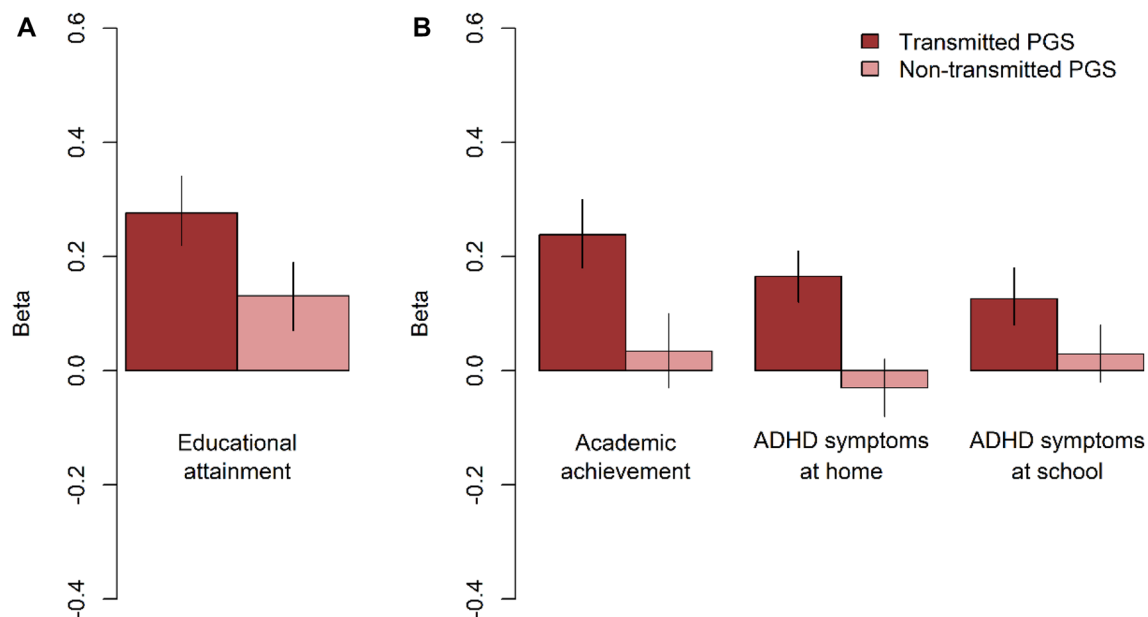 A
B
Transmitted PGS
Non-transmitted PGS
Beta
0.6
0.4
0.2
0.0
-0.2
-0.4
Educational
attainment
Beta
0.6
0.4
0.2
0.0
-0.2
-0.4
Academic
achievement
ADHD symptoms
at home
ADHD symptoms
at school